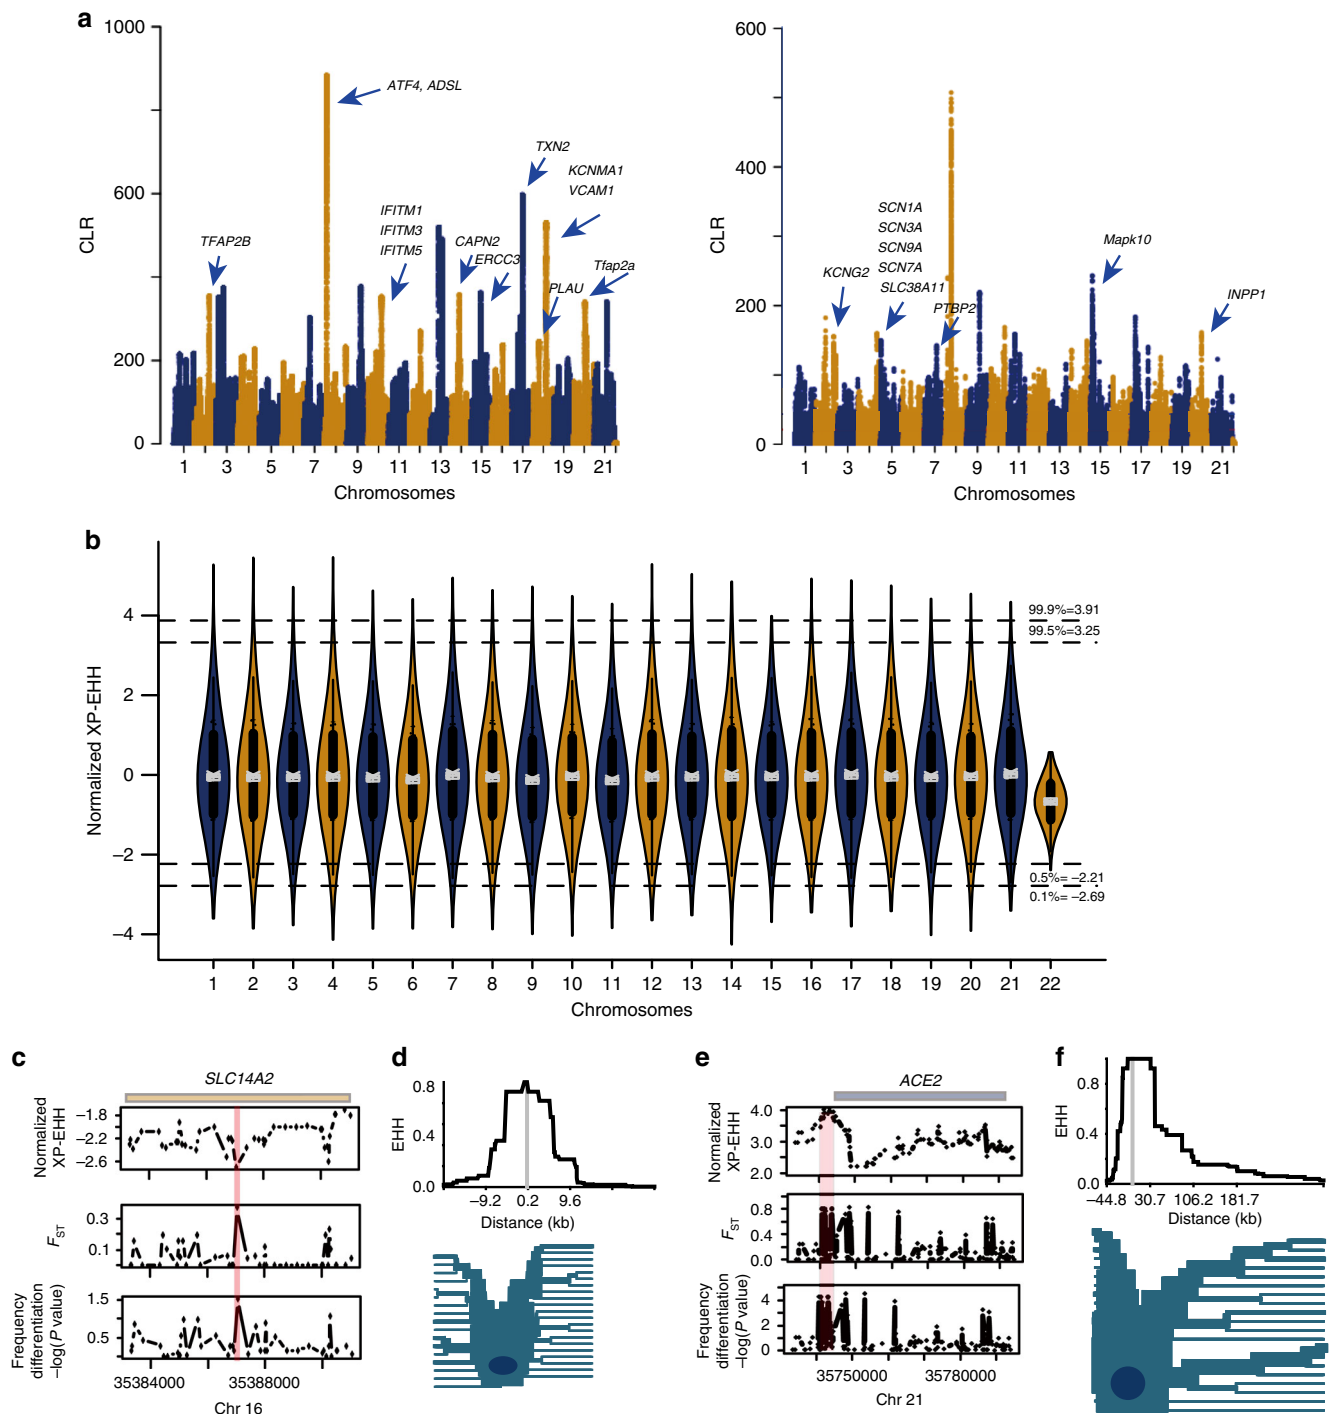 a
1000
600
200
0
CLR
ATF4, ADSL
TXN2
KCNMA1
VCAM1
IFITM1
IFITM3
IFITM5
TFAP2B
CAPN2
ERCC3
Tfap2a
PLAU
1 3 5 7 9 11 13 15 17 19 21
Chromosomes
600
400
200
0
CLR
SCN1A
SCN3A
SCN9A
SCN7A
SLC38A11
KCNG2
PTBP2
Mapk10
INPP1
1 3 5 7 9 11 13 15 17 19 21
Chromosomes
b
4
2
0
−2
−4
Normalized XP-EHH
99.9%=3.91
99.5%=3.25
0.5%= −2.21
0.1%= −2.69
1 2 3 4 5 6 7 8 9 10 11 12 13 14 15 16 17 18 19 20 21 22
Chromosomes
c
SLC14A2
Normalized
XP-EHH
−1.8
−2.2
−2.6
FST
0.3
0.1
Frequency
differentiation
−log(P value)
1.5
0.5
35384000 35388000
Chr 16
d
EHH
0.8
0.4
0.0
−9.2 0.2 9.6
Distance (kb)
e
ACE2
Normalized
XP-EHH
4.0
3.0
2.0
FST
0.8
0.4
0.0
Frequency
differentiation
−log(P value)
4
2
0
35750000 35780000
Chr 21
f
EHH
0.8
0.4
0.0
−44.8 30.7 106.2 181.7
Distance (kb)